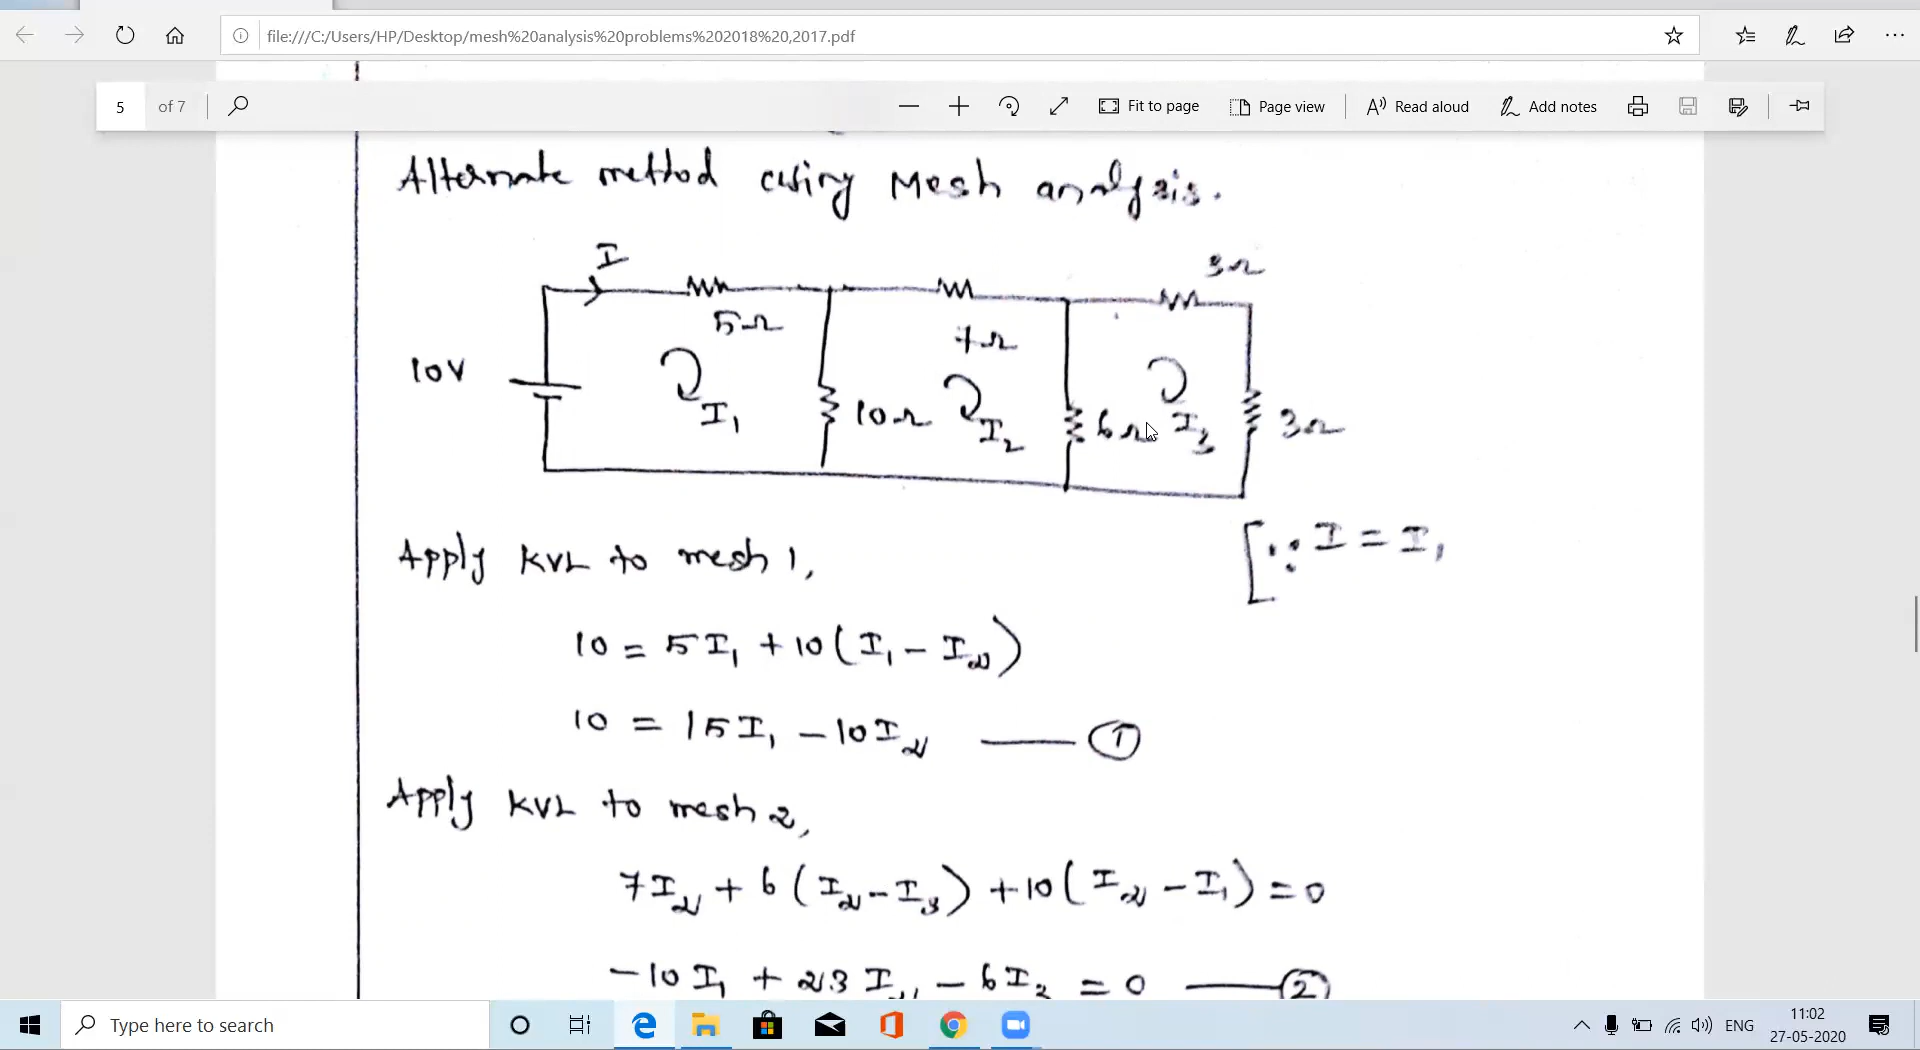 file:///C:/Users/HP/Desktop/mesh%20analysis%20problems%202018%20,2017.pdf
5 of 7 Fit to page Page view Read aloud Add notes
Alternate method using Mesh analysis.
I
3Ω
5Ω
7Ω
10V
I1
10Ω
I2
6Ω
I3
3Ω
Apply KVL to mesh 1,
[∵ I = I1
10 = 5I1 + 10(I1 - I2)
10 = 15I1 - 10I2 —— ①
Apply KVL to mesh 2,
7I2 + 6(I2 - I3) + 10(I2 - I1) = 0
-10I1 + 23I2 - 6I3 = 0 —— ②
Type here to search
ENG
11:02
27-05-2020